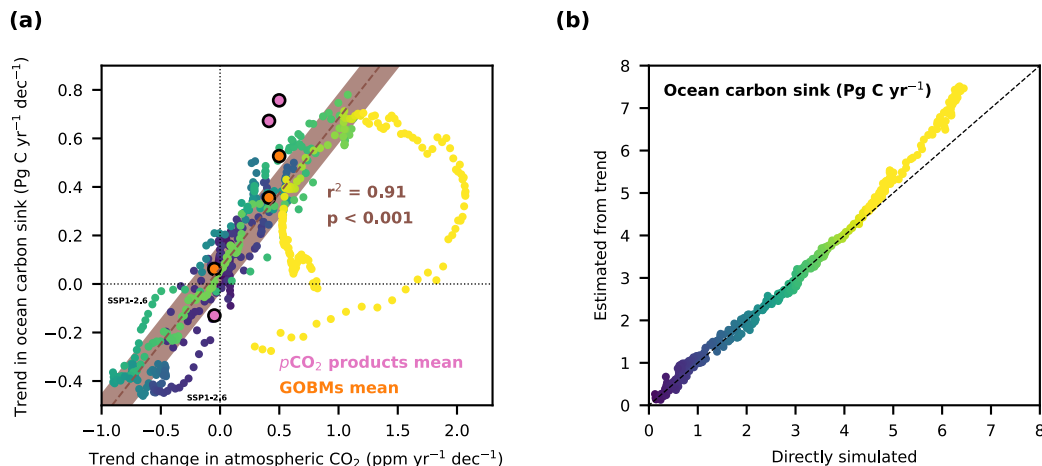 (a)
(b)
Trend in ocean carbon sink (Pg C yr⁻¹ dec⁻¹)
0.8
0.6
0.4
0.2
0.0
−0.2
−0.4
r² = 0.91
p < 0.001
SSP1-2.6
SSP1-2.6
pCO₂ products mean
GOBMs mean
−1.0 −0.5 0.0 0.5 1.0 1.5 2.0
Trend change in atmospheric CO₂ (ppm yr⁻¹ dec⁻¹)
Ocean carbon sink (Pg C yr⁻¹)
Estimated from trend
8
7
6
5
4
3
2
1
0
0 1 2 3 4 5 6 7 8
Directly simulated